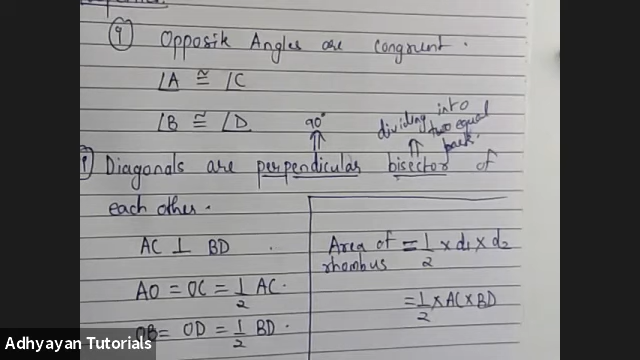 9) Opposite Angles are congruent.
∠A ≅ ∠C
∠B ≅ ∠D
90°
dividing into
two equal
parts.
Diagonals are perpendicular bisector of
each other.
AC ⊥ BD
AO = OC = 1/2 AC.
OB = OD = 1/2 BD.
Area of rhombus = 1/2 × d1 × d2
= 1/2 × AC × BD
Adhyayan Tutorials